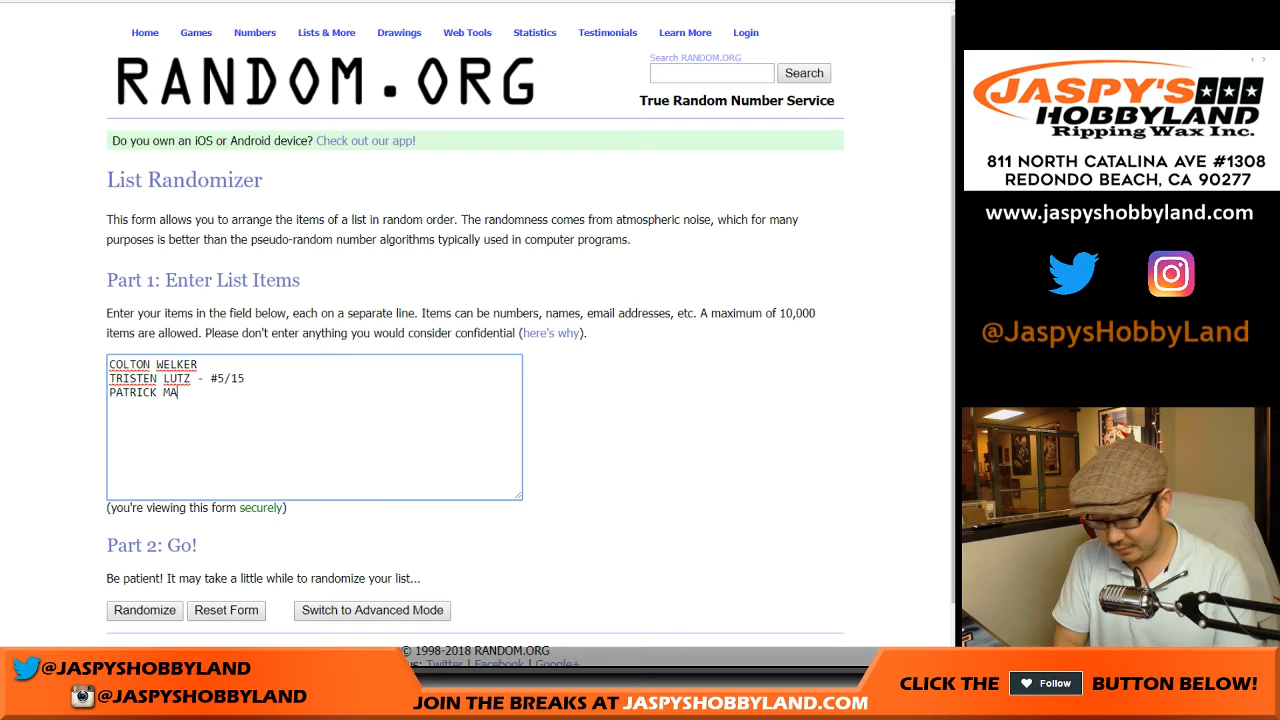 Home Games Numbers Lists & More Drawings Web Tools Statistics Testimonials Learn More Login
RANDOM.ORG
Search RANDOM.ORG
Search
True Random Number Service
Do you own an iOS or Android device? Check out our app!
List Randomizer
This form allows you to arrange the items of a list in random order. The randomness comes from atmospheric noise, which for many
purposes is better than the pseudo-random number algorithms typically used in computer programs.
Part 1: Enter List Items
Enter your items in the field below, each on a separate line. Items can be numbers, names, email addresses, etc. A maximum of 10,000
items are allowed. Please don't enter anything you would consider confidential (here's why).
COLTON WELKER
TRISTEN LUTZ - #5/15
PATRICK MA
(you're viewing this form securely)
Part 2: Go!
Be patient! It may take a little while to randomize your list...
Randomize Reset Form Switch to Advanced Mode
© 1998-2018 RANDOM.ORG
Twitter | Facebook | Google+
JASPY'S
HOBBYLAND
Ripping Wax Inc.
811 NORTH CATALINA AVE #1308
REDONDO BEACH, CA 90277
www.jaspyshobbyland.com
@JaspysHobbyLand
@JASPYSHOBBYLAND
@JASPYSHOBBYLAND
JOIN THE BREAKS AT JASPYSHOBBYLAND.COM
CLICK THE Follow BUTTON BELOW!